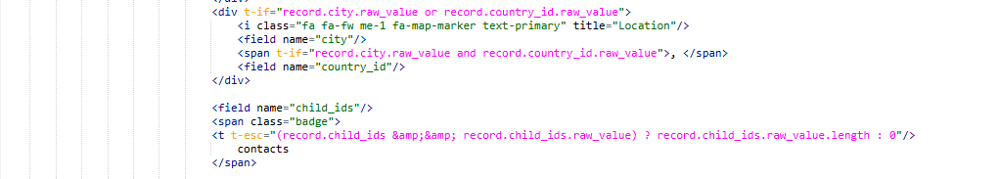 </div>
<div t-if="record.city.raw_value or record.country_id.raw_value">
<i class="fa fa-fw me-1 fa-map-marker text-primary" title="Location"/>
<field name="city"/>
<span t-if="record.city.raw_value and record.country_id.raw_value">, </span>
<field name="country_id"/>
</div>
<field name="child_ids"/>
<span class="badge">
<t t-esc="(record.child_ids &amp;&amp; record.child_ids.raw_value) ? record.child_ids.raw_value.length : 0"/>
contacts
</span>